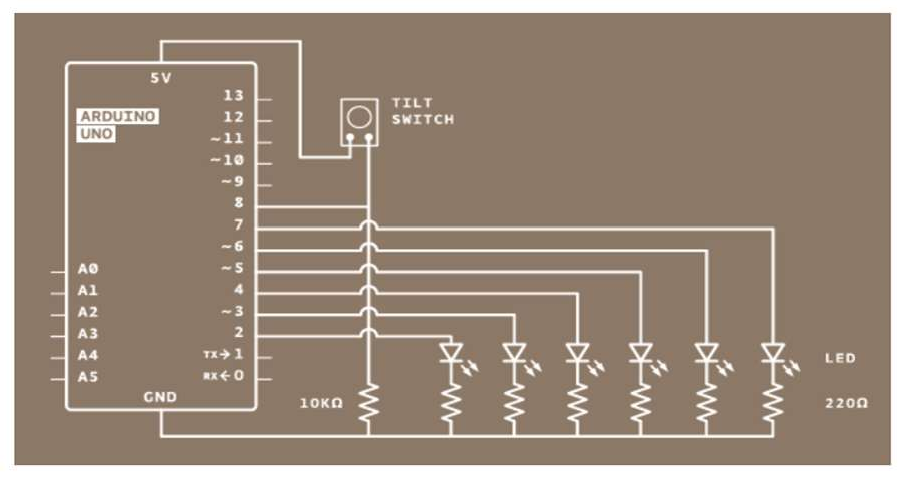 5V
ARDUINO
UNO
13
12
~11
~10
~9
8
7
~6
~5
4
~3
2
TX→1
RX←0
A0
A1
A2
A3
A4
A5
GND
TILT
SWITCH
10KΩ
LED
220Ω